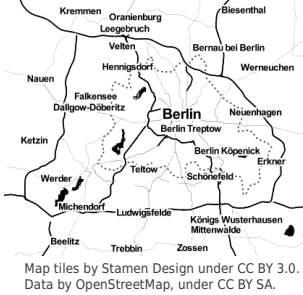 Kremmen
Oranienburg
Biesenthal
Leegebruch
Velten
Bernau bei Berlin
Hennigsdorf
Werneuchen
Nauen
Falkensee
Dallgow-Döberitz
Berlin
Neuenhagen
Berlin Treptow
Ketzin
Berlin Köpenick
Erkner
Teltow
Schönefeld
Werder
Michendorf
Ludwigsfelde
Königs Wusterhausen
Mittenwalde
Beelitz
Trebbin
Zossen
Map tiles by Stamen Design under CC BY 3.0.
Data by OpenStreetMap, under CC BY SA.